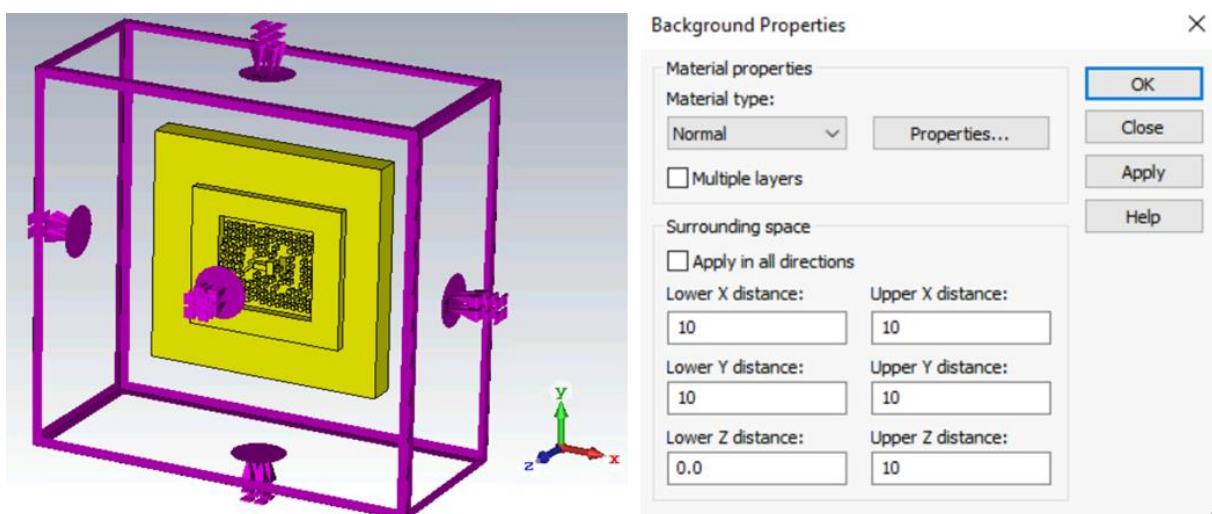 Background Properties
Material properties
Material type:
Normal
Properties...
Multiple layers
Surrounding space
Apply in all directions
Lower X distance:
Upper X distance:
10
10
Lower Y distance:
Upper Y distance:
10
10
Lower Z distance:
Upper Z distance:
0.0
10
OK
Close
Apply
Help
y
z
x